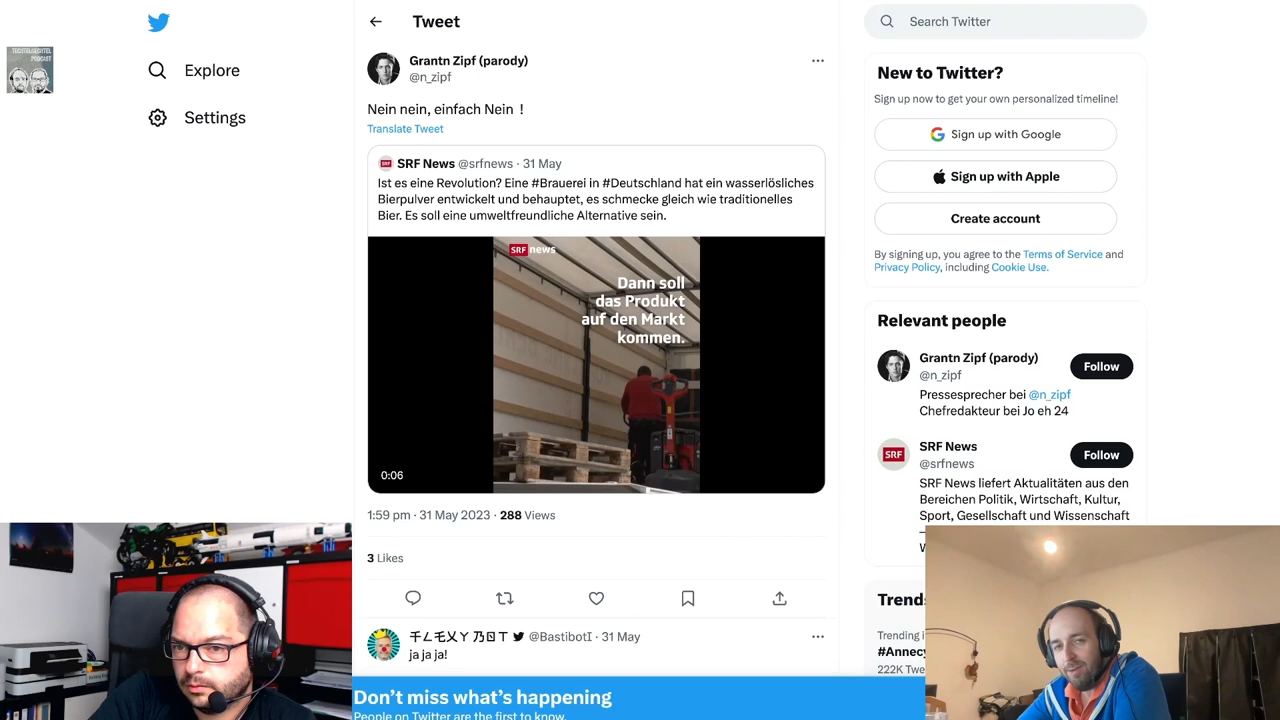 TECHTELMECHTEL
PODCAST
Explore
Settings
Tweet
Grantn Zipf (parody)
@n_zipf
Nein nein, einfach Nein !
Translate Tweet
SRF SRF News @srfnews · 31 May
Ist es eine Revolution? Eine #Brauerei in #Deutschland hat ein wasserlösliches
Bierpulver entwickelt und behauptet, es schmecke gleich wie traditionelles
Bier. Es soll eine umweltfreundliche Alternative sein.
SRF news
Dann soll
das Produkt
auf den Markt
kommen.
0:06
1:59 pm · 31 May 2023 · 288 Views
3 Likes
@BastibotI · 31 May
ja ja ja!
Don't miss what's happening
People on Twitter are the first to know.
Search Twitter
New to Twitter?
Sign up now to get your own personalized timeline!
Sign up with Google
Sign up with Apple
Create account
By signing up, you agree to the Terms of Service and
Privacy Policy, including Cookie Use.
Relevant people
Grantn Zipf (parody)
@n_zipf
Follow
Pressesprecher bei @n_zipf
Chefredakteur bei Jo eh 24
SRF
SRF News
@srfnews
Follow
SRF News liefert Aktualitäten aus den
Bereichen Politik, Wirtschaft, Kultur,
Sport, Gesellschaft und Wissenschaft
Trends
Trending i
#Annecy
222K Twe